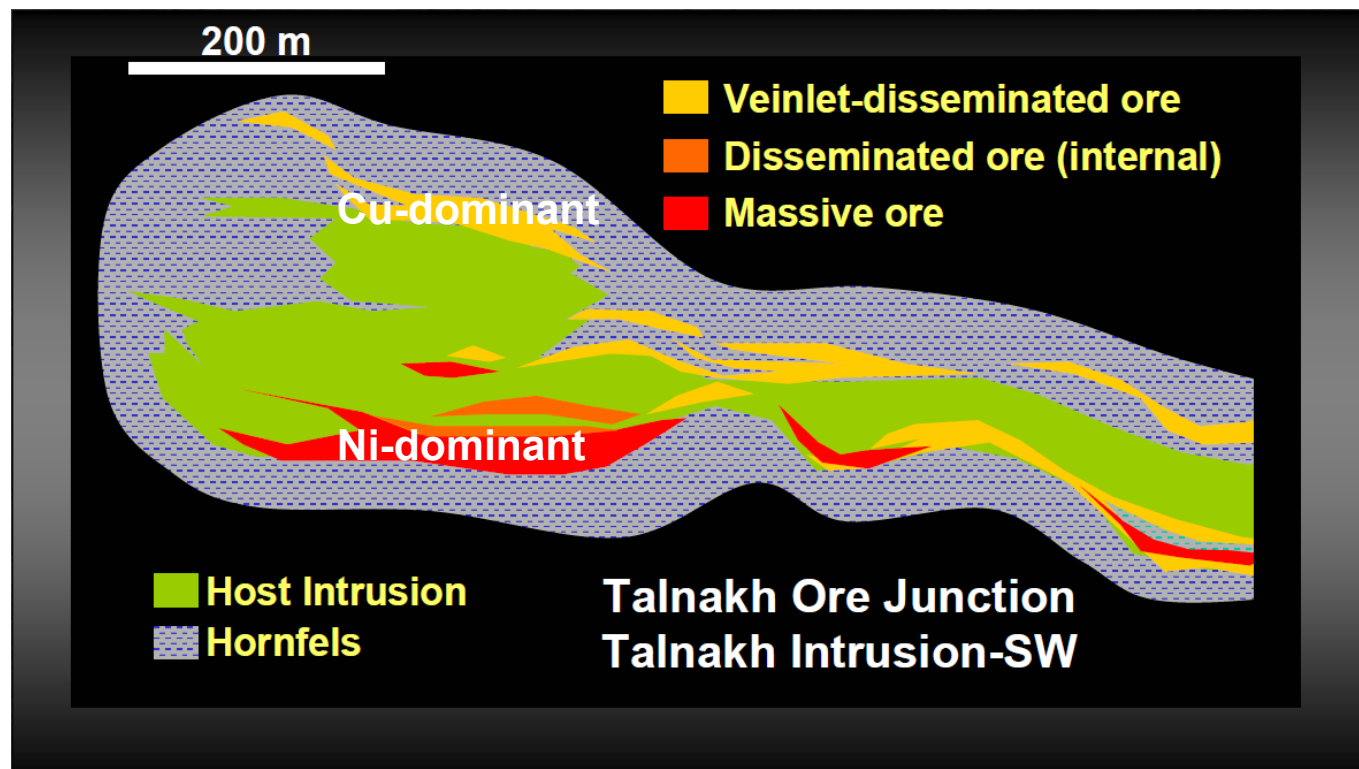 200 m
Veinlet-disseminated ore
Disseminated ore (internal)
Massive ore
Cu-dominant
Ni-dominant
Host Intrusion
Hornfels
Talnakh Ore Junction
Talnakh Intrusion-SW